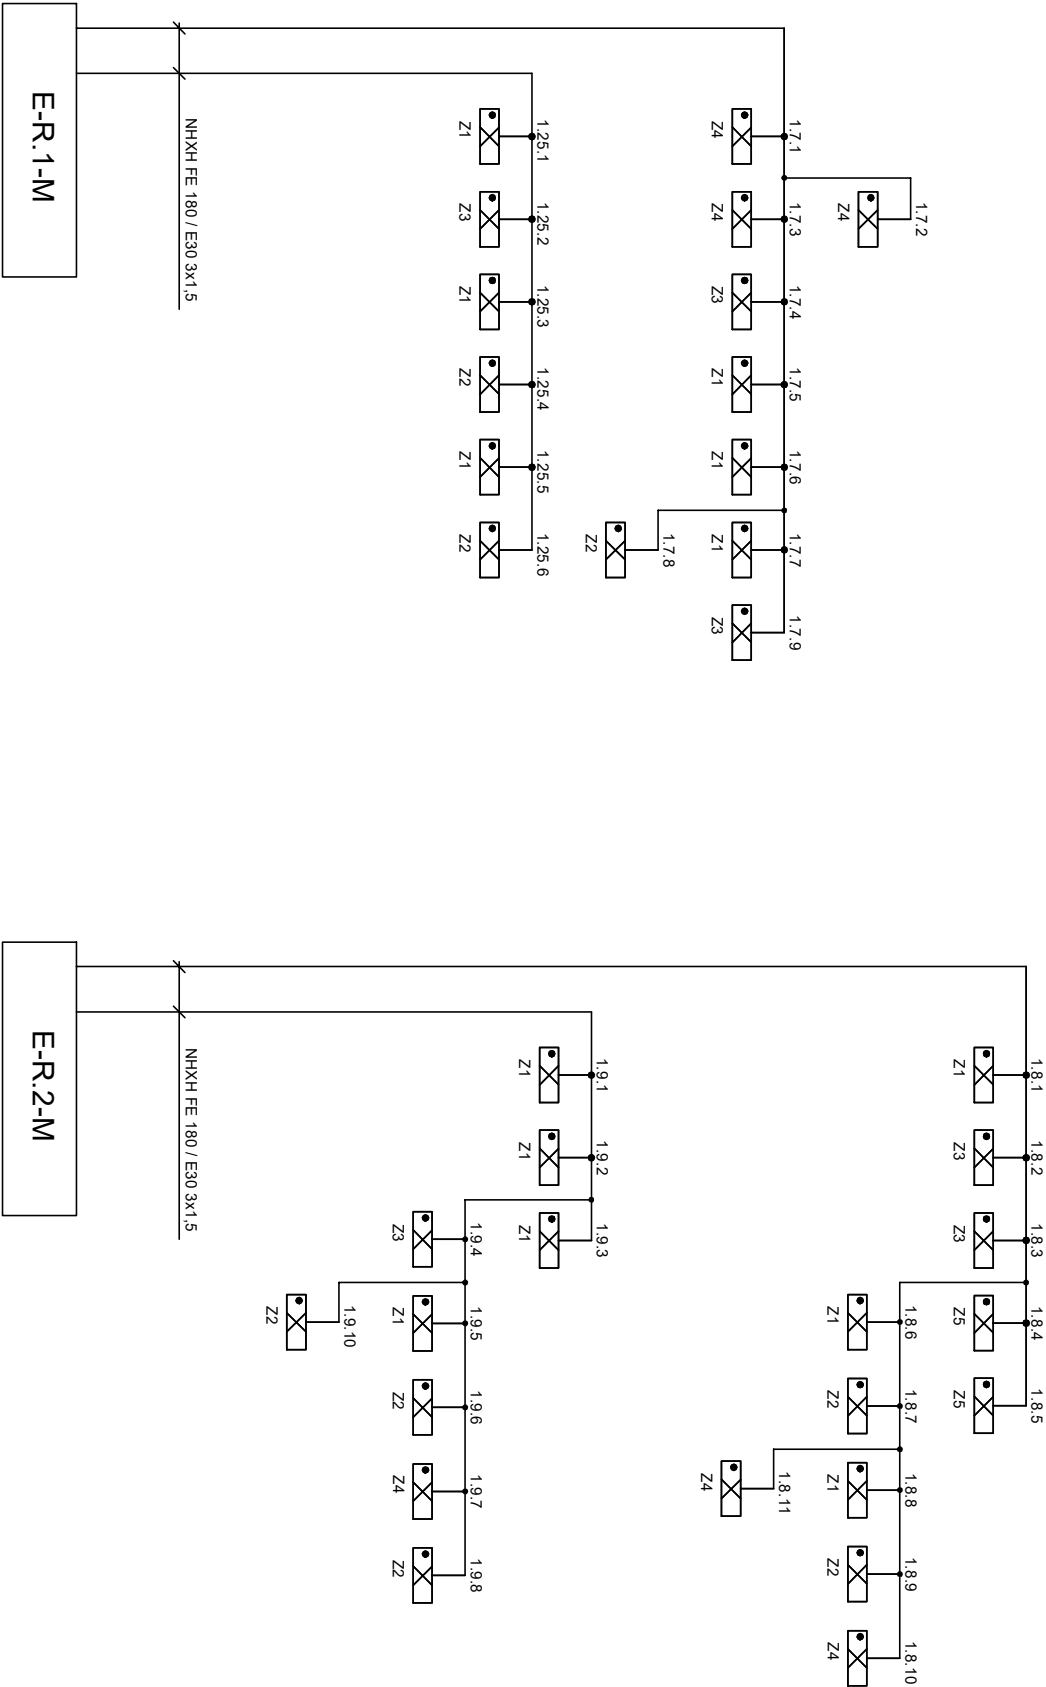 E-R.1-M
NHXH FE 180 / E30 3x1,5
1.7.1
Z4
1.7.2
Z4
1.7.3
Z4
1.7.4
Z3
1.7.5
Z1
1.7.6
Z1
1.7.7
Z1
1.7.8
Z2
1.7.9
Z3
1.25.1
Z1
1.25.2
Z3
1.25.3
Z1
1.25.4
Z2
1.25.5
Z1
1.25.6
Z2
E-R.2-M
NHXH FE 180 / E30 3x1,5
1.8.1
Z1
1.8.2
Z3
1.8.3
Z3
1.8.4
Z5
1.8.5
Z5
1.8.6
Z1
1.8.7
Z2
1.8.8
Z1
1.8.9
Z2
1.8.10
Z4
1.8.11
Z4
1.9.1
Z1
1.9.2
Z1
1.9.3
Z1
1.9.4
Z3
1.9.5
Z1
1.9.6
Z2
1.9.7
Z4
1.9.8
Z2
1.9.10
Z2